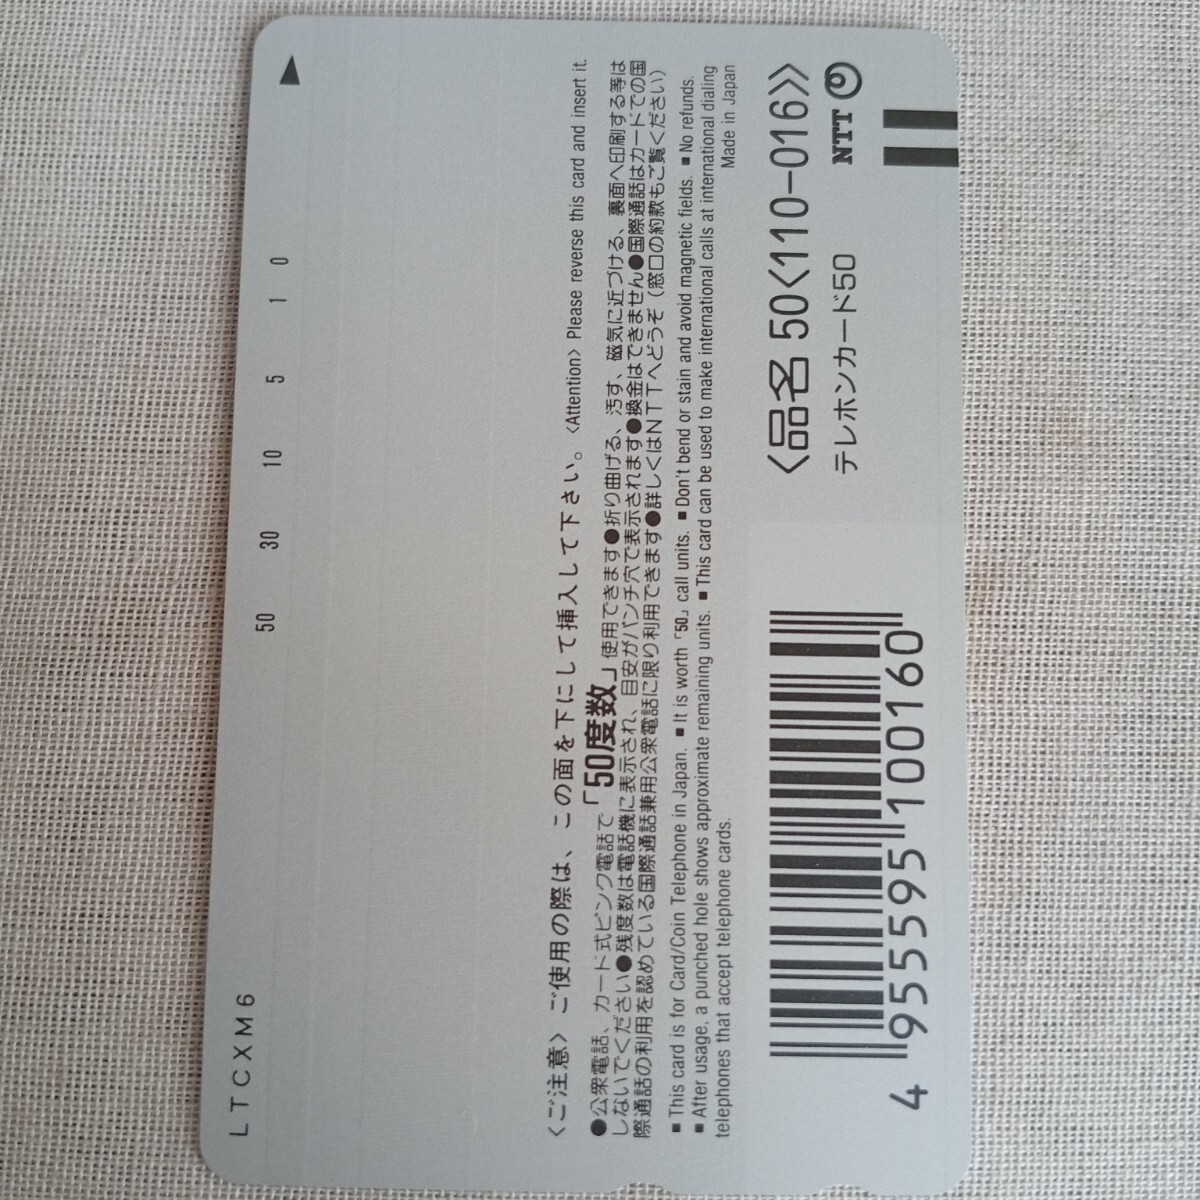 LTCXM6
50 30 10 5 1 0
〈ご注意〉ご使用の際は、この面を下にして挿入して下さい。〈Attention〉Please reverse this card and insert it.
●公衆電話、カード式ピンク電話で「50度数」使用できます●折り曲げる、汚す、磁気に近づける、裏面へ印刷する等は
しないでください●残度数は電話機に表示され、目安がパンチ穴で表示されます●換金はできません●国際通話はカードでの国
際通話の利用を認めている国際通話兼用公衆電話に限り利用できます●詳しくはNTTへどうぞ（窓口の約款もご覧ください）
■This card is for Card/Coin Telephone in Japan. ■It is worth「50」call units. ■Don't bend or stain and avoid magnetic fields. ■No refunds.
■After usage, a punched hole shows approximate remaining units. ■This card can be used to make international calls at international dialing
telephones that accept telephone cards. Made in Japan
〈品名 50〈110-016〉〉
テレホンカード50 NTT
4 955595 100160